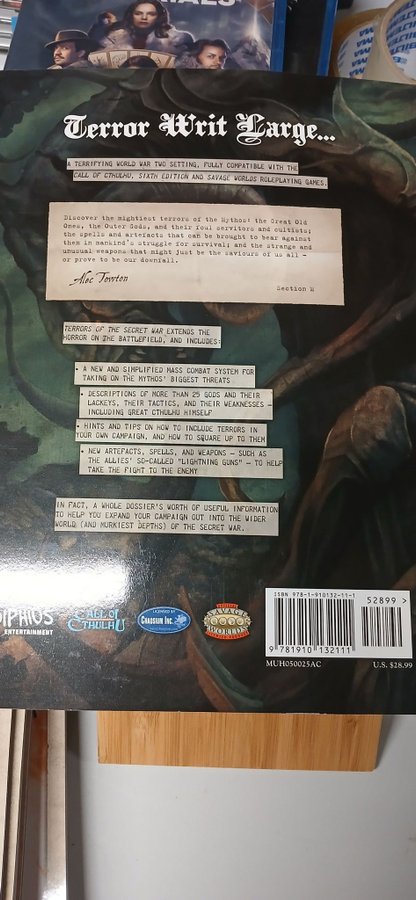 Terror Writ Large...
A TERRIFYING WORLD WAR TWO SETTING, FULLY COMPATIBLE WITH THE
CALL OF CTHULHU, SIXTH EDITION AND SAVAGE WORLDS ROLEPLAYING GAMES.
Discover the mightiest terrors of the Mythos: the Great Old
Ones, the Outer Gods, and their foul servitors and cultists;
the spells and artefacts that can be brought to bear against
them in mankind's struggle for survival; and the strange and
unusual weapons that might just be the saviours of us all -
or prove to be our downfall.
Alec Towton
Section M
TERRORS OF THE SECRET WAR EXTENDS THE
HORROR ON THE BATTLEFIELD, AND INCLUDES:
• A NEW AND SIMPLIFIED MASS COMBAT SYSTEM FOR
TAKING ON THE MYTHOS' BIGGEST THREATS
• DESCRIPTIONS OF MORE THAN 25 GODS AND THEIR
LACKEYS, THEIR TACTICS, AND THEIR WEAKNESSES –
INCLUDING GREAT CTHULHU HIMSELF
• HINTS AND TIPS ON HOW TO INCLUDE TERRORS IN
YOUR OWN CAMPAIGN, AND HOW TO SQUARE UP TO THEM
• NEW ARTEFACTS, SPELLS, AND WEAPONS – SUCH AS
THE ALLIES' SO-CALLED "LIGHTNING GUNS" – TO HELP
TAKE THE FIGHT TO THE ENEMY
IN FACT, A WHOLE DOSSIER'S WORTH OF USEFUL INFORMATION
TO HELP YOU EXPAND YOUR CAMPAIGN OUT INTO THE WIDER
WORLD (AND MURKIEST DEPTHS) OF THE SECRET WAR.
ISBN 978-1-910132-11-1
52899 >
9 781910 132111
MUH050025AC
U.S. $28.99
DIPHIUS
ENTERTAINMENT
CALL OF
CTHULHU
LICENSED BY
CHAOSIUM INC.
SAVAGE
WORLDS